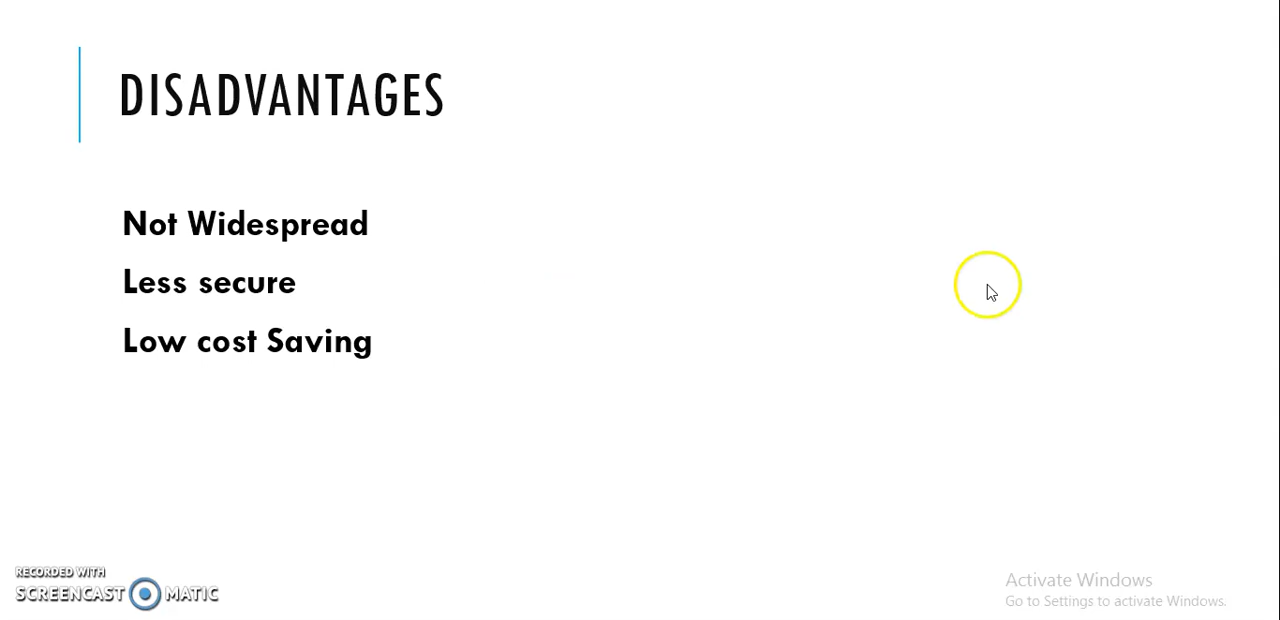 DISADVANTAGES
Not Widespread
Less secure
Low cost Saving
RECORDED WITH
SCREENCAST MATIC
Activate Windows
Go to Settings to activate Windows.